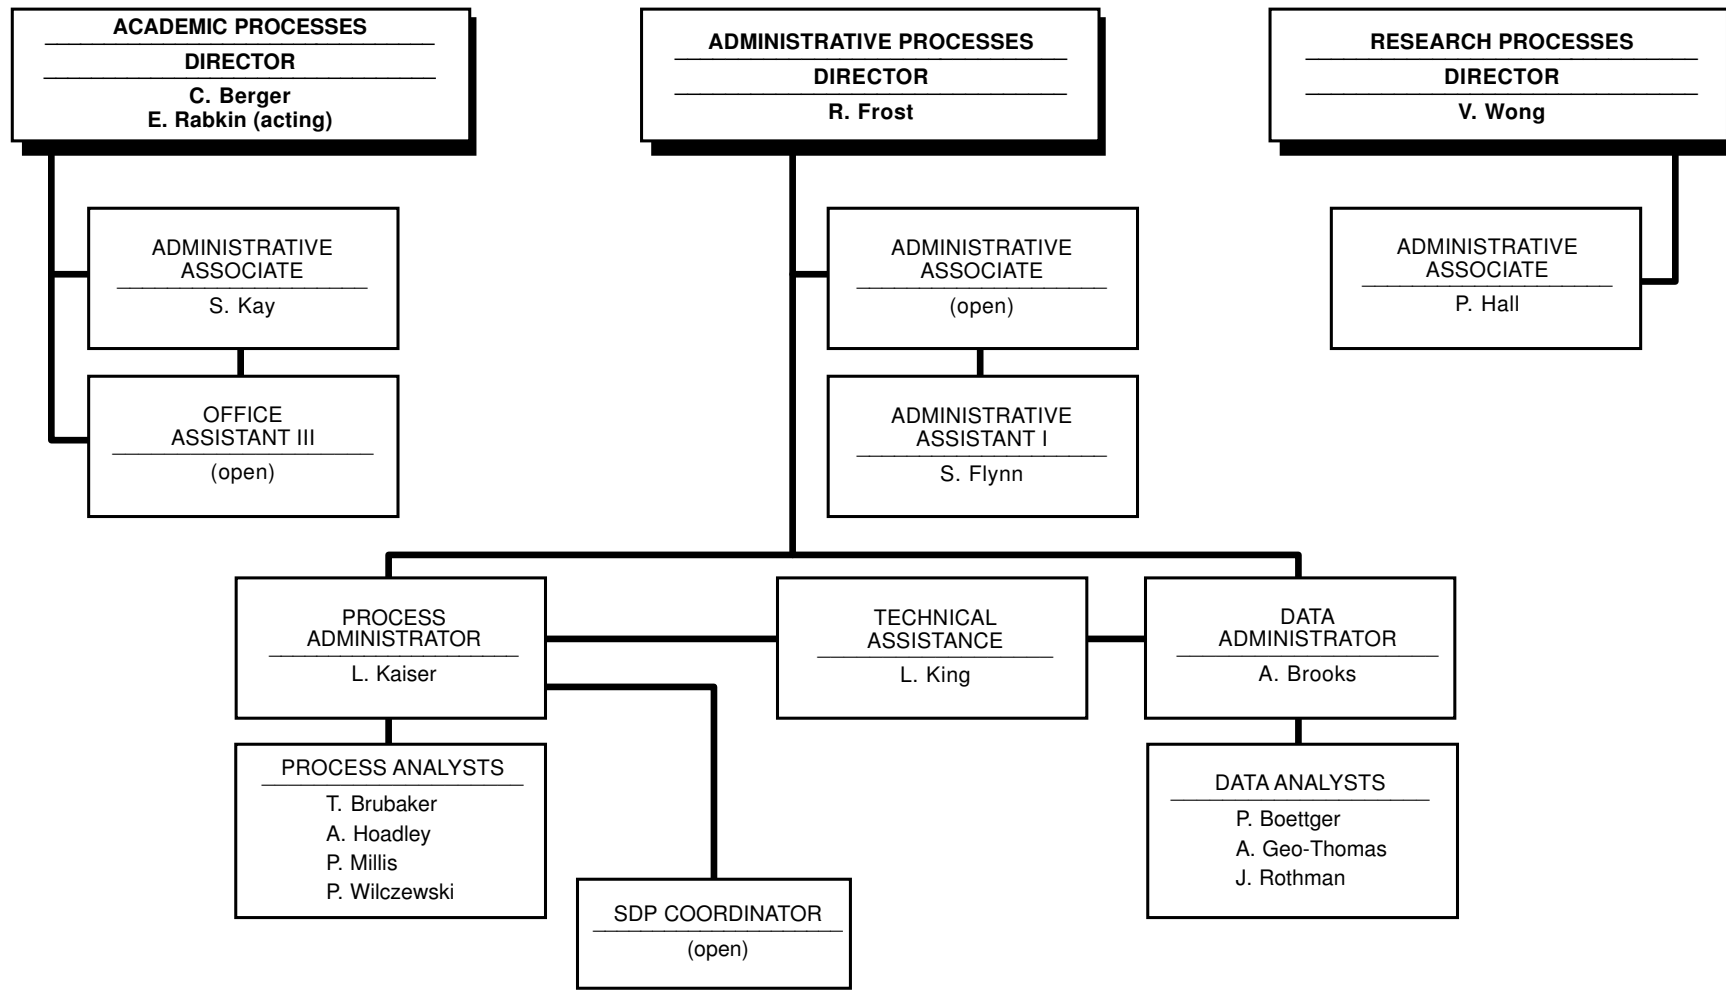 ACADEMIC PROCESSES
DIRECTOR
C. Berger
E. Rabkin (acting)
ADMINISTRATIVE PROCESSES
DIRECTOR
R. Frost
RESEARCH PROCESSES
DIRECTOR
V. Wong
ADMINISTRATIVE
ASSOCIATE
S. Kay
ADMINISTRATIVE
ASSOCIATE
(open)
ADMINISTRATIVE
ASSOCIATE
P. Hall
OFFICE
ASSISTANT III
(open)
ADMINISTRATIVE
ASSISTANT I
S. Flynn
PROCESS
ADMINISTRATOR
L. Kaiser
TECHNICAL
ASSISTANCE
L. King
DATA
ADMINISTRATOR
A. Brooks
PROCESS ANALYSTS
T. Brubaker
A. Hoadley
P. Millis
P. Wilczewski
DATA ANALYSTS
P. Boettger
A. Geo-Thomas
J. Rothman
SDP COORDINATOR
(open)